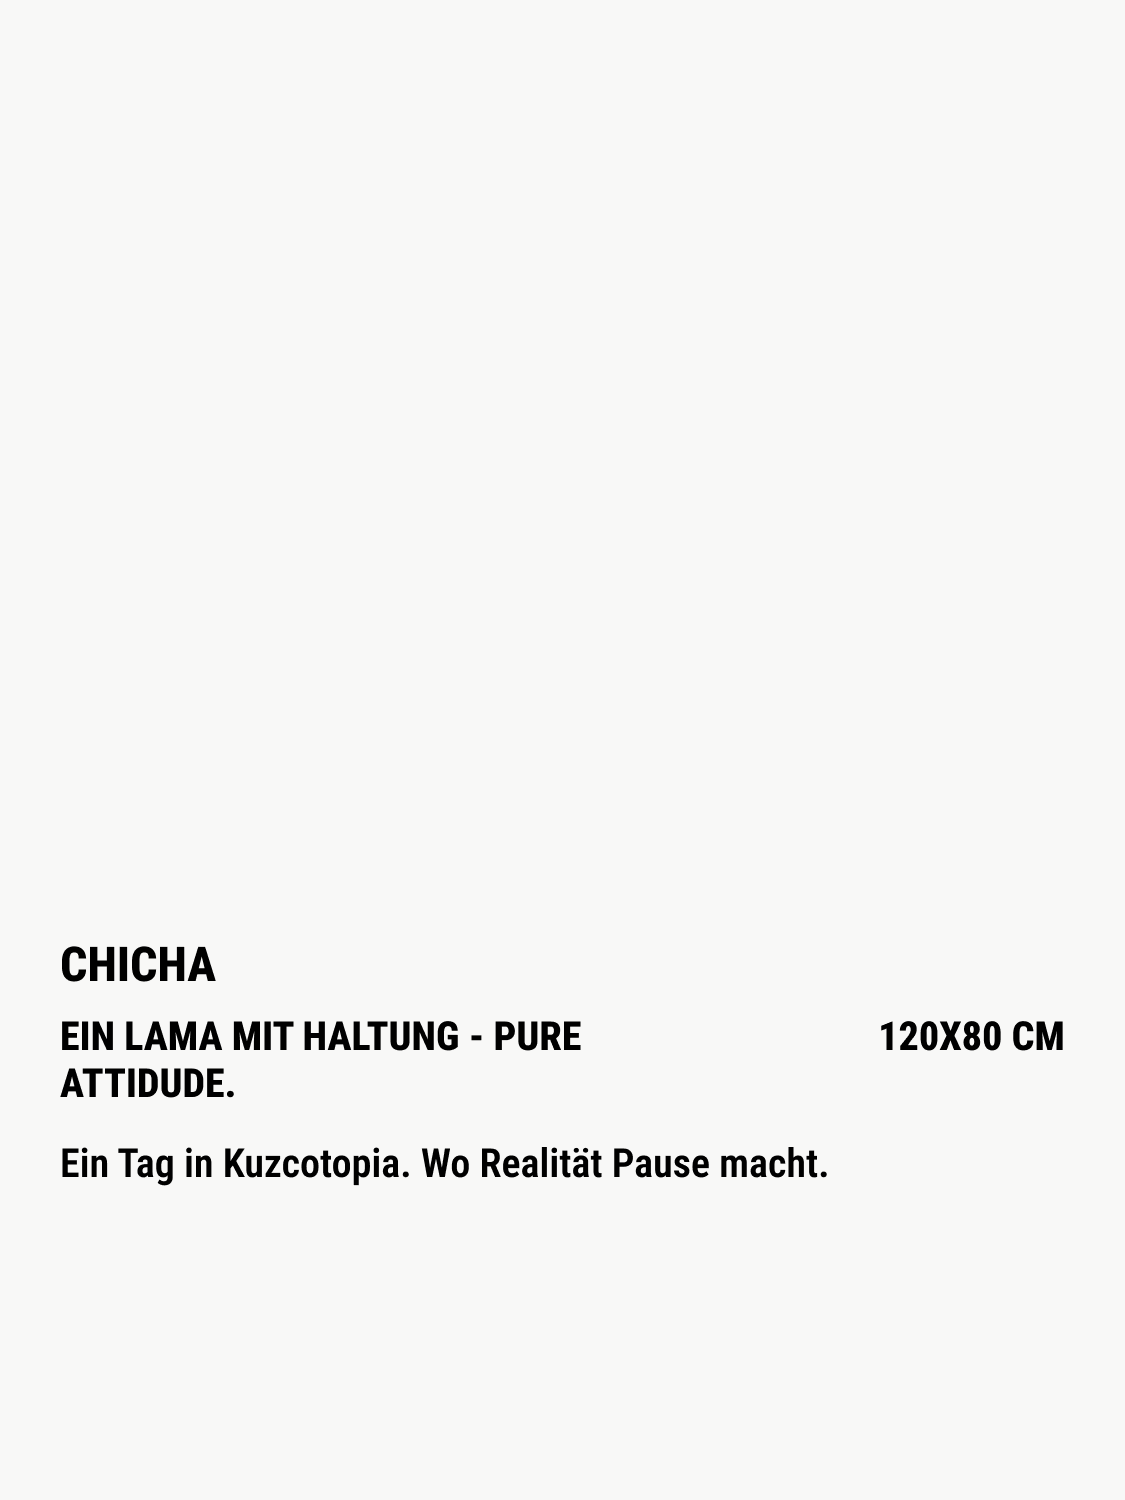 CHICHA
EIN LAMA MIT HALTUNG - PURE
ATTIDUDE.
120X80 CM
Ein Tag in Kuzcotopia. Wo Realität Pause macht.